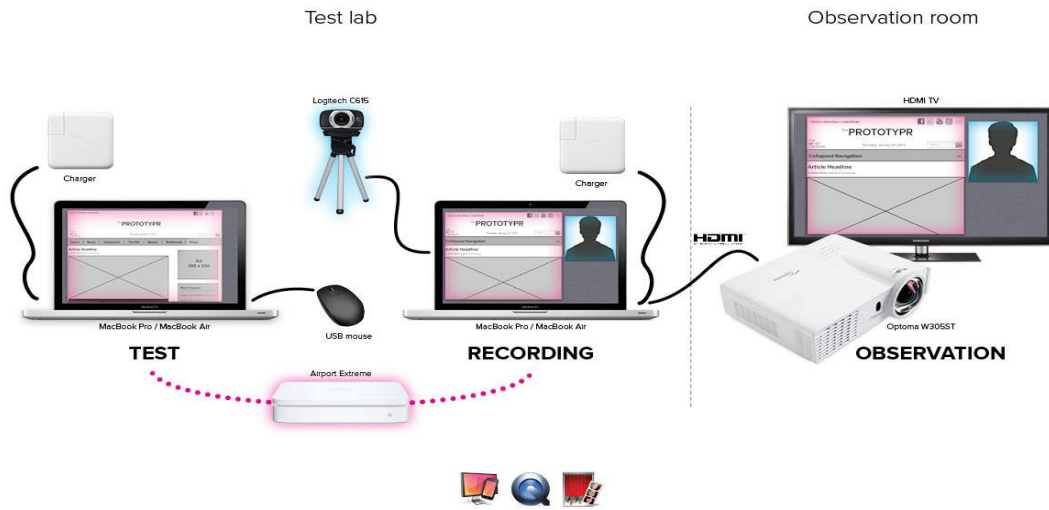 Test lab
Observation room
Logitech C615
HDMI TV
Charger
Charger
PROTOTYPR
Article Headline
Ad
PROTOTYPR
Collapsed Navigation
Article Headline
PROTOTYPR
Collapsed Navigation
Article Headline
HDMI
MacBook Pro / MacBook Air
USB mouse
MacBook Pro / MacBook Air
Optoma W305ST
TEST
RECORDING
OBSERVATION
Airport Extreme